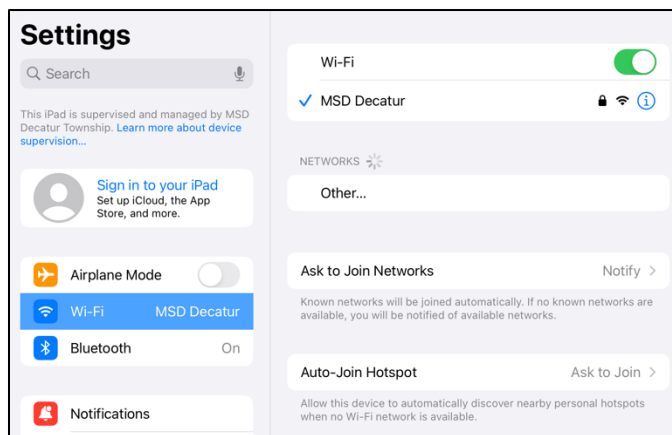 Settings
Search
This iPad is supervised and managed by MSD
Decatur Township. Learn more about device
supervision...
Sign in to your iPad
Set up iCloud, the App
Store, and more.
Airplane Mode
Wi-Fi MSD Decatur
Bluetooth On
Notifications
Wi-Fi
MSD Decatur
NETWORKS
Other...
Ask to Join Networks Notify
Known networks will be joined automatically. If no known networks are
available, you will be notified of available networks.
Auto-Join Hotspot Ask to Join
Allow this device to automatically discover nearby personal hotspots
when no Wi-Fi network is available.